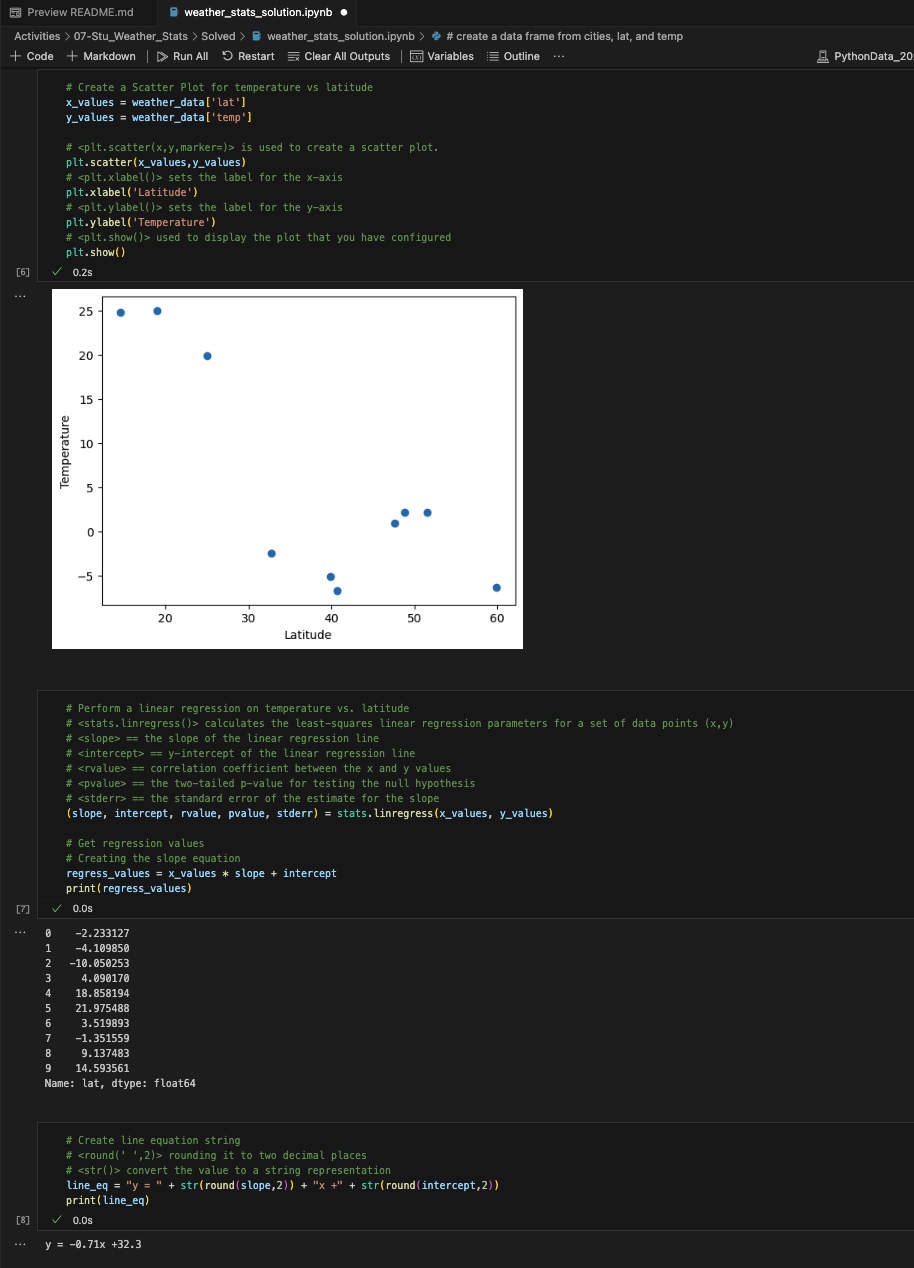 Preview README.md
weather_stats_solution.ipynb
Activities > 07-Stu_Weather_Stats > Solved > weather_stats_solution.ipynb > # create a data frame from cities, lat, and temp
+ Code + Markdown | Run All Restart Clear All Outputs | Variables Outline ... PythonData_20
# Create a Scatter Plot for temperature vs latitude
x_values = weather_data['lat']
y_values = weather_data['temp']
# <plt.scatter(x,y,marker=)> is used to create a scatter plot.
plt.scatter(x_values,y_values)
# <plt.xlabel()> sets the label for the x-axis
plt.xlabel('Latitude')
# <plt.ylabel()> sets the label for the y-axis
plt.ylabel('Temperature')
# <plt.show()> used to display the plot that you have configured
plt.show()
[6] 0.2s
...
25
20
15
10
5
0
−5
Temperature
20 30 40 50 60
Latitude
# Perform a linear regression on temperature vs. latitude
# <stats.linregress()> calculates the least-squares linear regression parameters for a set of data points (x,y)
# <slope> == the slope of the linear regression line
# <intercept> == y-intercept of the linear regression line
# <rvalue> == correlation coefficient between the x and y values
# <pvalue> == the two-tailed p-value for testing the null hypothesis
# <stderr> == the standard error of the estimate for the slope
(slope, intercept, rvalue, pvalue, stderr) = stats.linregress(x_values, y_values)
# Get regression values
# Creating the slope equation
regress_values = x_values * slope + intercept
print(regress_values)
[7] 0.0s
...
0 -2.233127
1 -4.109850
2 -10.050253
3 4.090170
4 18.858194
5 21.975488
6 3.519893
7 -1.351559
8 9.137483
9 14.593561
Name: lat, dtype: float64
# Create line equation string
# <round(' ',2)> rounding it to two decimal places
# <str()> convert the value to a string representation
line_eq = "y = " + str(round(slope,2)) + "x +" + str(round(intercept,2))
print(line_eq)
[8] 0.0s
...
y = -0.71x +32.3